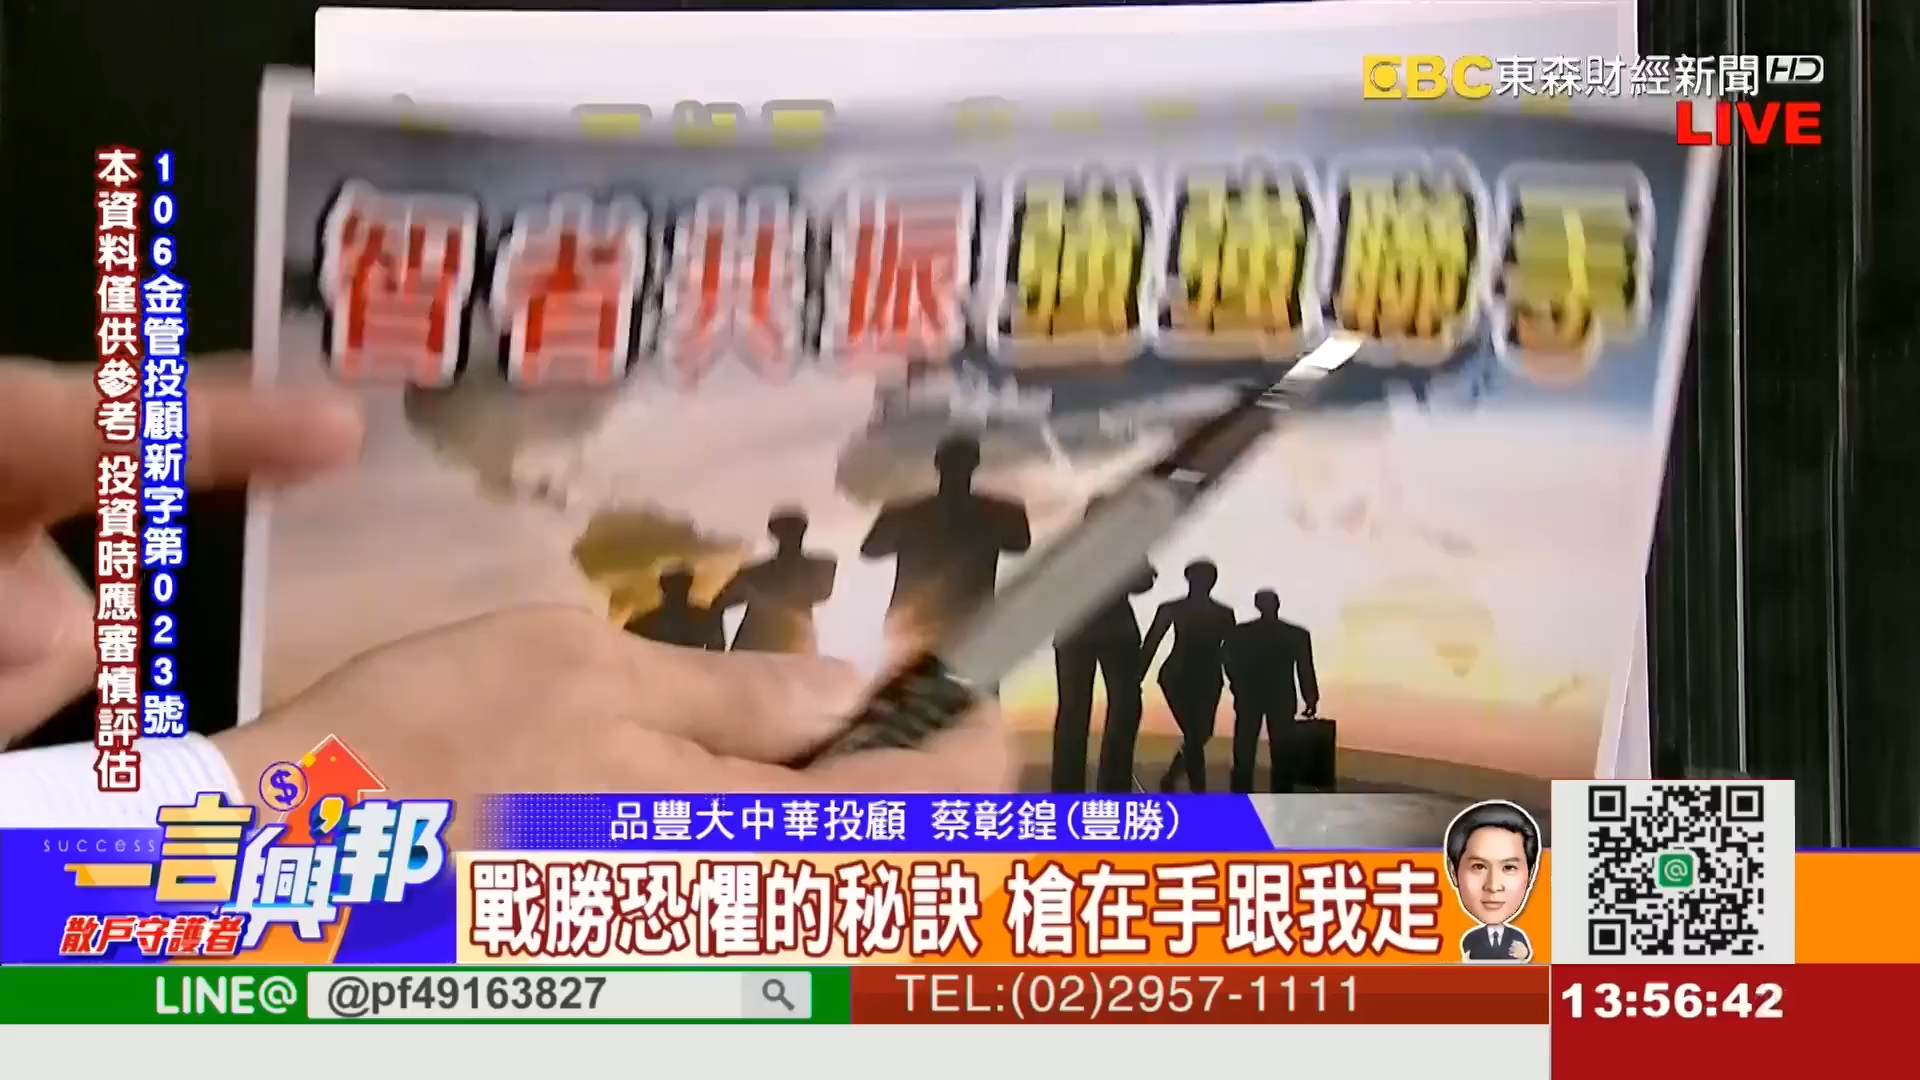 EBC東森財經新聞HD
LIVE
106金管投顧新字第023號
本資料僅供參考 投資時應審慎評估
智者共振強強聯手
success
一言興邦
散戶守護者
品豐大中華投顧 蔡彰鍠(豐勝)
戰勝恐懼的秘訣 槍在手跟我走
LINE@ @pf49163827
TEL:(02)2957-1111
13:56:42